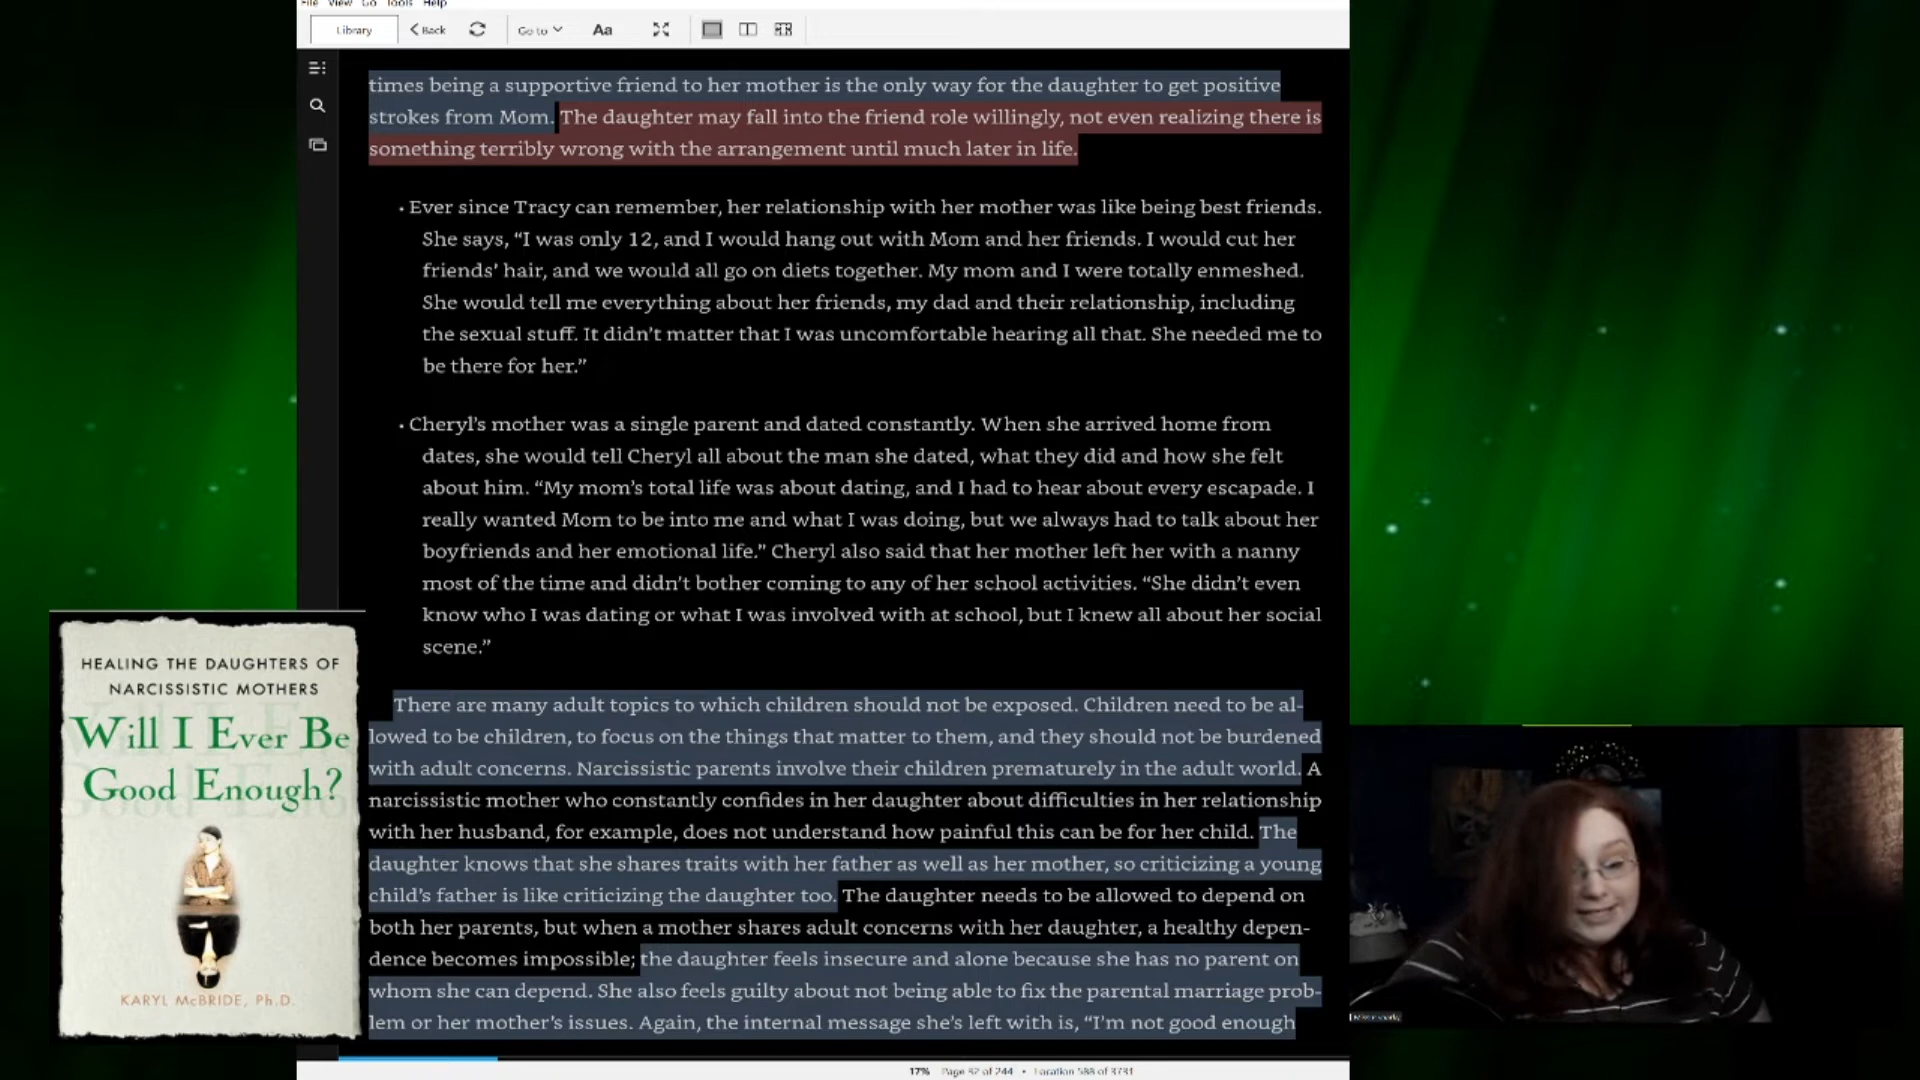 File View Go Tools Help
Library Back Go to Aa
times being a supportive friend to her mother is the only way for the daughter to get positive
strokes from Mom. The daughter may fall into the friend role willingly, not even realizing there is
something terribly wrong with the arrangement until much later in life.
• Ever since Tracy can remember, her relationship with her mother was like being best friends.
She says, “I was only 12, and I would hang out with Mom and her friends. I would cut her
friends’ hair, and we would all go on diets together. My mom and I were totally enmeshed.
She would tell me everything about her friends, my dad and their relationship, including
the sexual stuff. It didn’t matter that I was uncomfortable hearing all that. She needed me to
be there for her.”
• Cheryl’s mother was a single parent and dated constantly. When she arrived home from
dates, she would tell Cheryl all about the man she dated, what they did and how she felt
about him. “My mom’s total life was about dating, and I had to hear about every escapade. I
really wanted Mom to be into me and what I was doing, but we always had to talk about her
boyfriends and her emotional life.” Cheryl also said that her mother left her with a nanny
most of the time and didn’t bother coming to any of her school activities. “She didn’t even
know who I was dating or what I was involved with at school, but I knew all about her social
scene.”
There are many adult topics to which children should not be exposed. Children need to be al-
lowed to be children, to focus on the things that matter to them, and they should not be burdened
with adult concerns. Narcissistic parents involve their children prematurely in the adult world. A
narcissistic mother who constantly confides in her daughter about difficulties in her relationship
with her husband, for example, does not understand how painful this can be for her child. The
daughter knows that she shares traits with her father as well as her mother, so criticizing a young
child’s father is like criticizing the daughter too. The daughter needs to be allowed to depend on
both her parents, but when a mother shares adult concerns with her daughter, a healthy depen-
dence becomes impossible; the daughter feels insecure and alone because she has no parent on
whom she can depend. She also feels guilty about not being able to fix the parental marriage prob-
lem or her mother’s issues. Again, the internal message she’s left with is, “I’m not good enough
17% Page 32 of 244 • Location 588 of 3731
HEALING THE DAUGHTERS OF
NARCISSISTIC MOTHERS
Will I Ever Be
Good Enough?
KARYL McBRIDE, Ph.D.